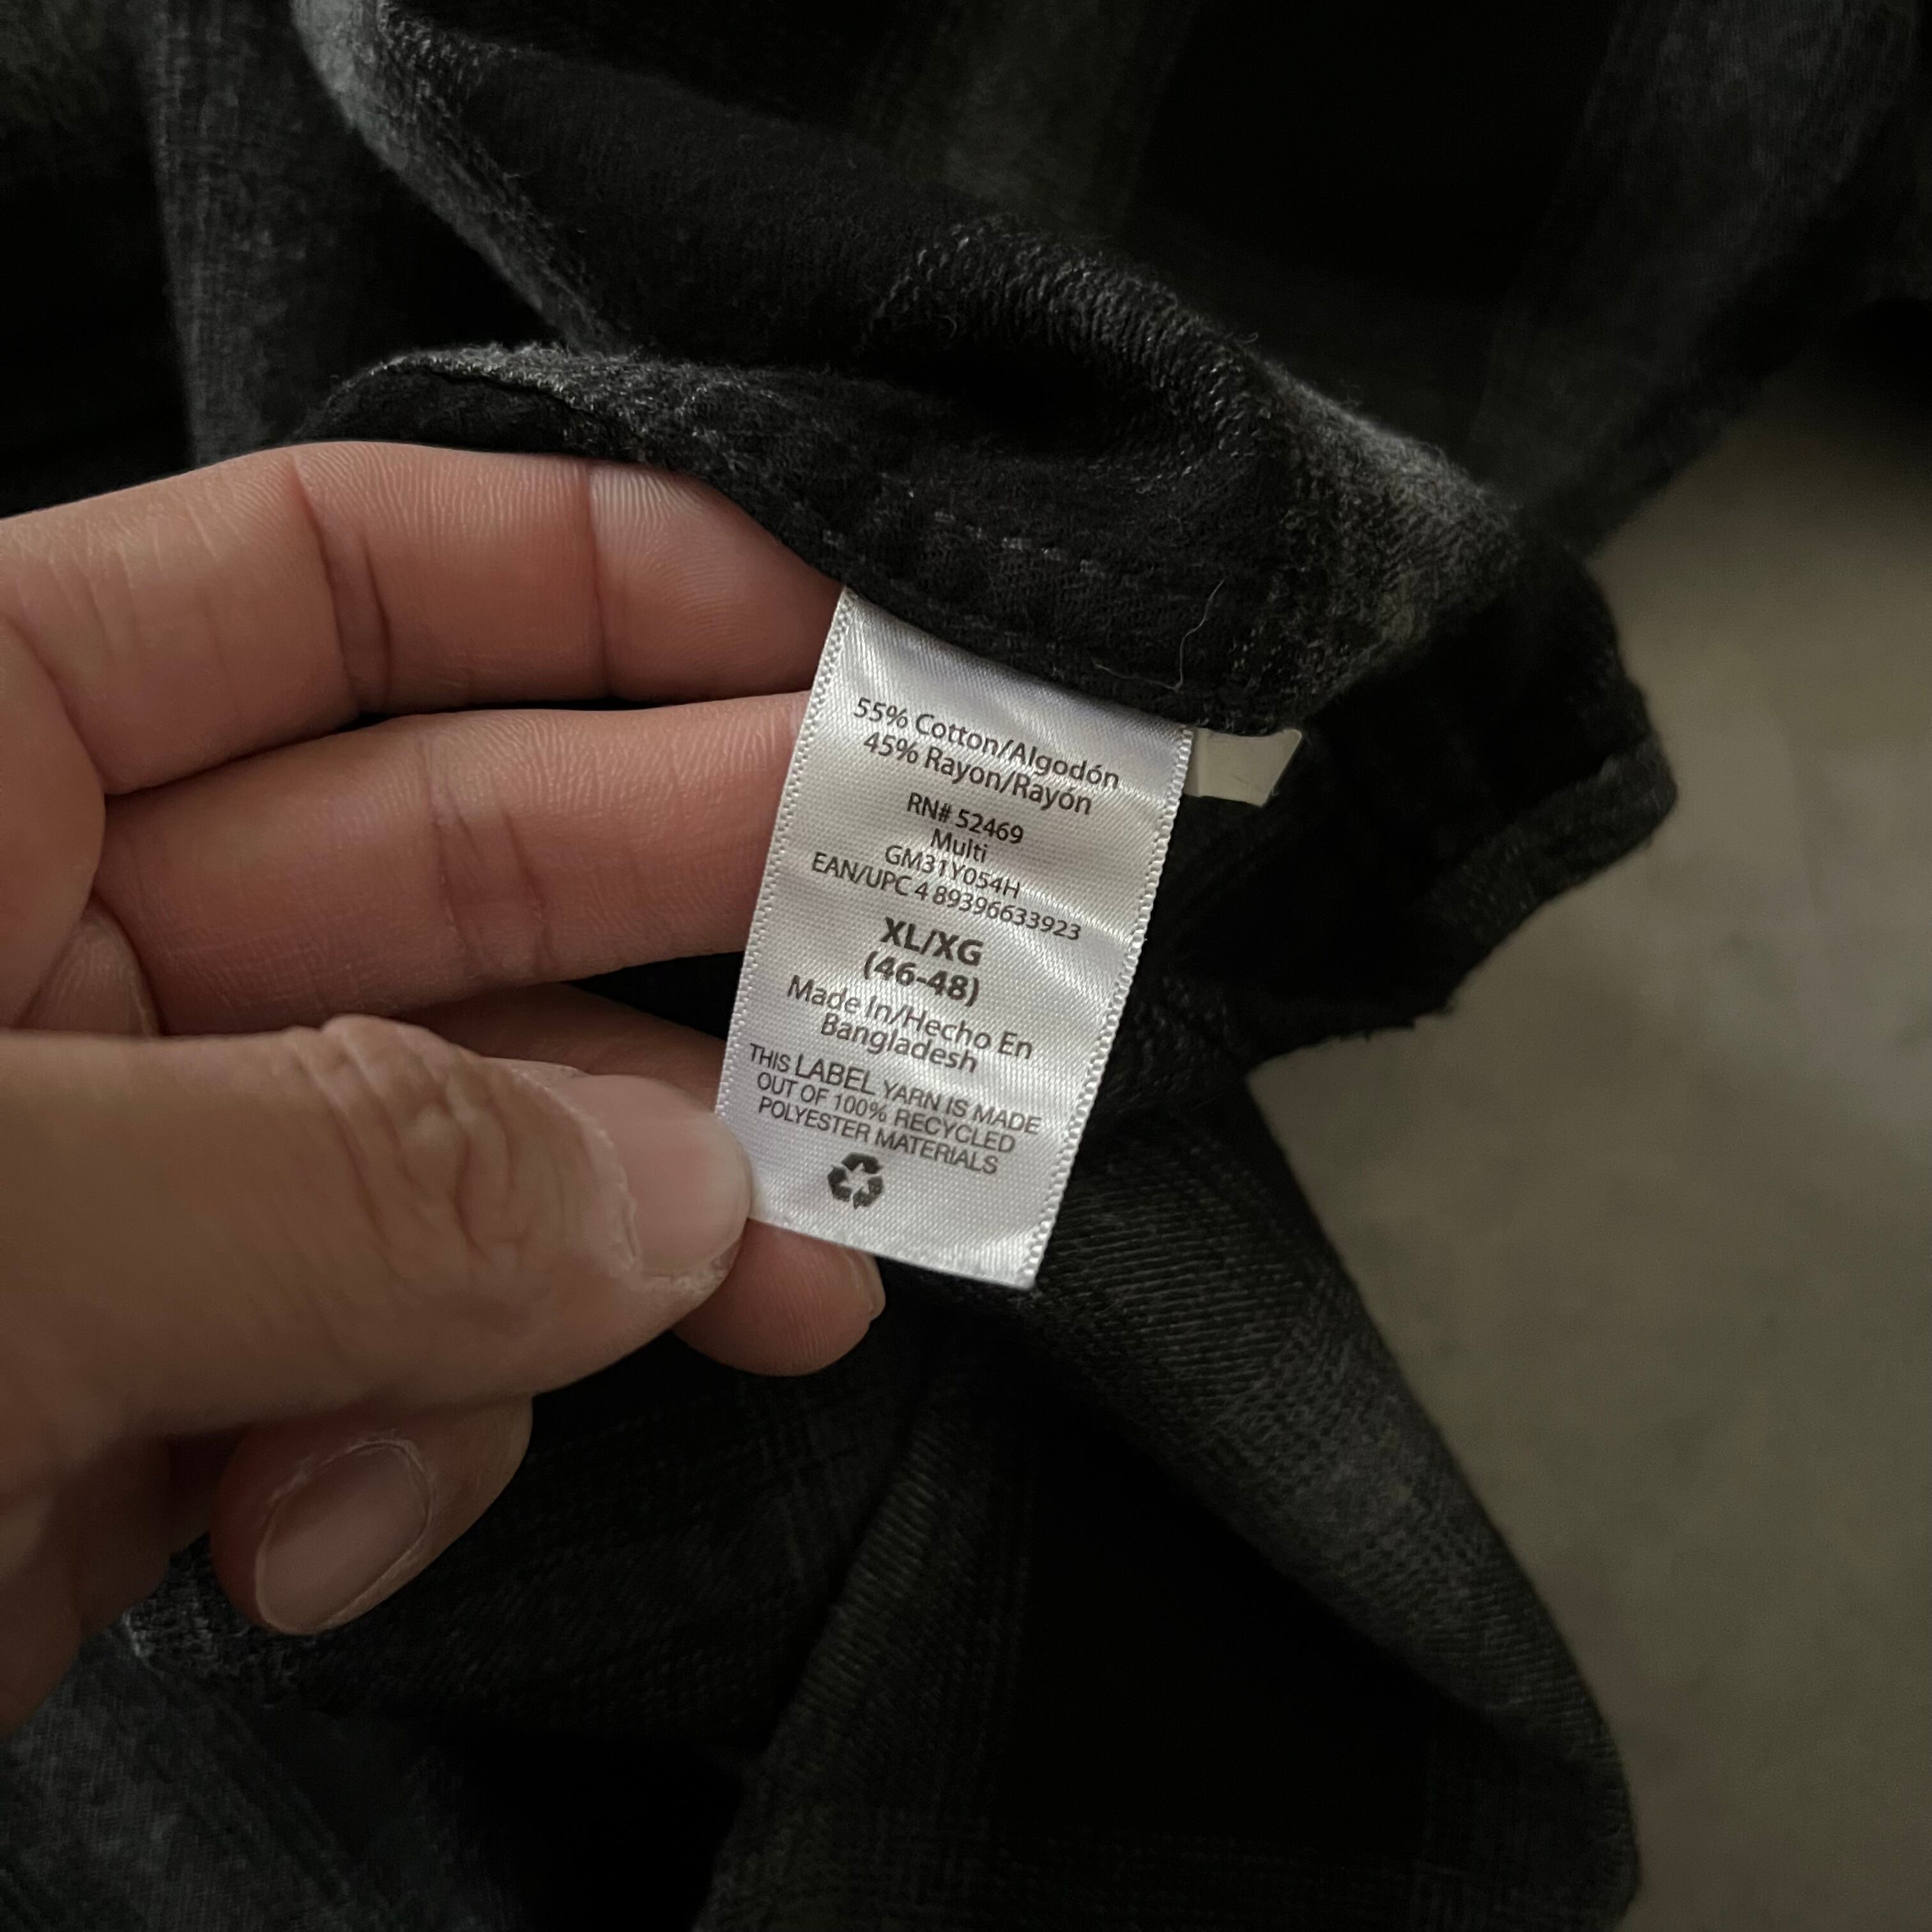 55% Cotton/Algodón
45% Rayon/Rayón
RN# 52469
Multi
GM31Y054H
EAN/UPC 4 89396633923
XL/XG
(46-48)
Made In/Hecho En
Bangladesh
THIS LABEL YARN IS MADE
OUT OF 100% RECYCLED
POLYESTER MATERIALS